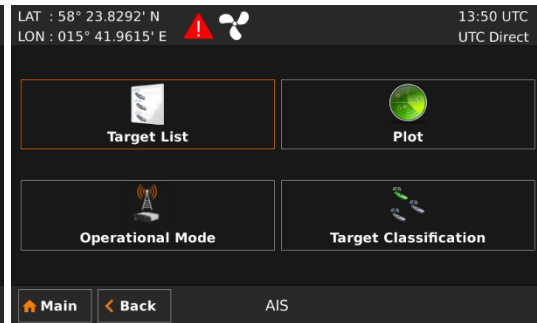 LAT : 58° 23.8292' N
LON : 015° 41.9615' E
13:50 UTC
UTC Direct
Target List
Plot
Operational Mode
Target Classification
Main
Back
AIS